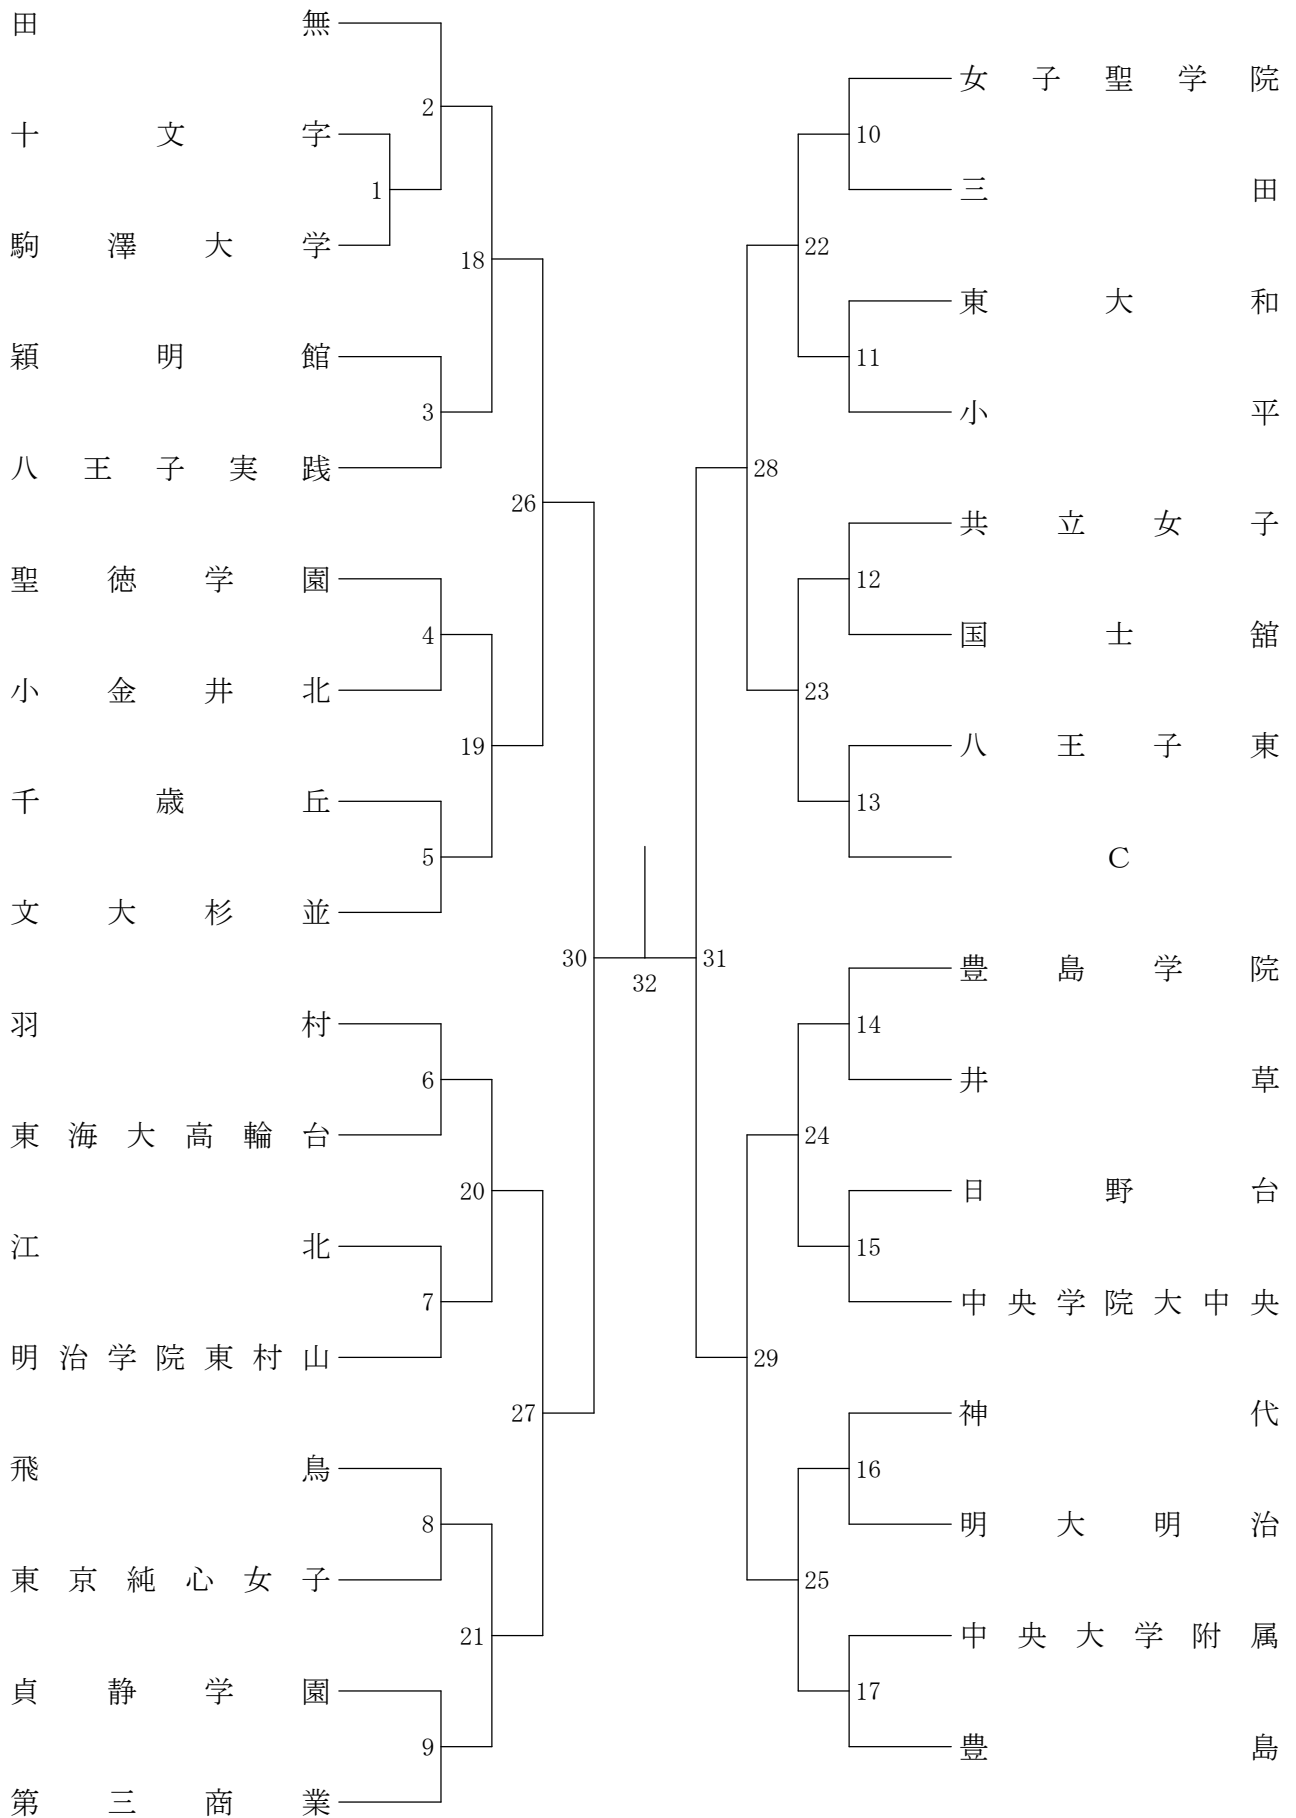 田無
十文字
駒澤大学
穎明館
八王子実践
聖徳学園
小金井北
千歳丘
文大杉並
羽村
東海大高輪台
江北
明治学院東村山
飛鳥
東京純心女子
貞静学園
第三商業
1
2
3
4
5
6
7
8
9
18
19
20
21
26
27
30
32
31
28
29
22
23
24
25
10
11
12
13
14
15
16
17
女子聖学院
三田
東大和
小平
共立女子
国士舘
八王子東
C
豊島学院
井草
日野台
中央学院大中央
神代
明大明治
中央大学附属
豊島